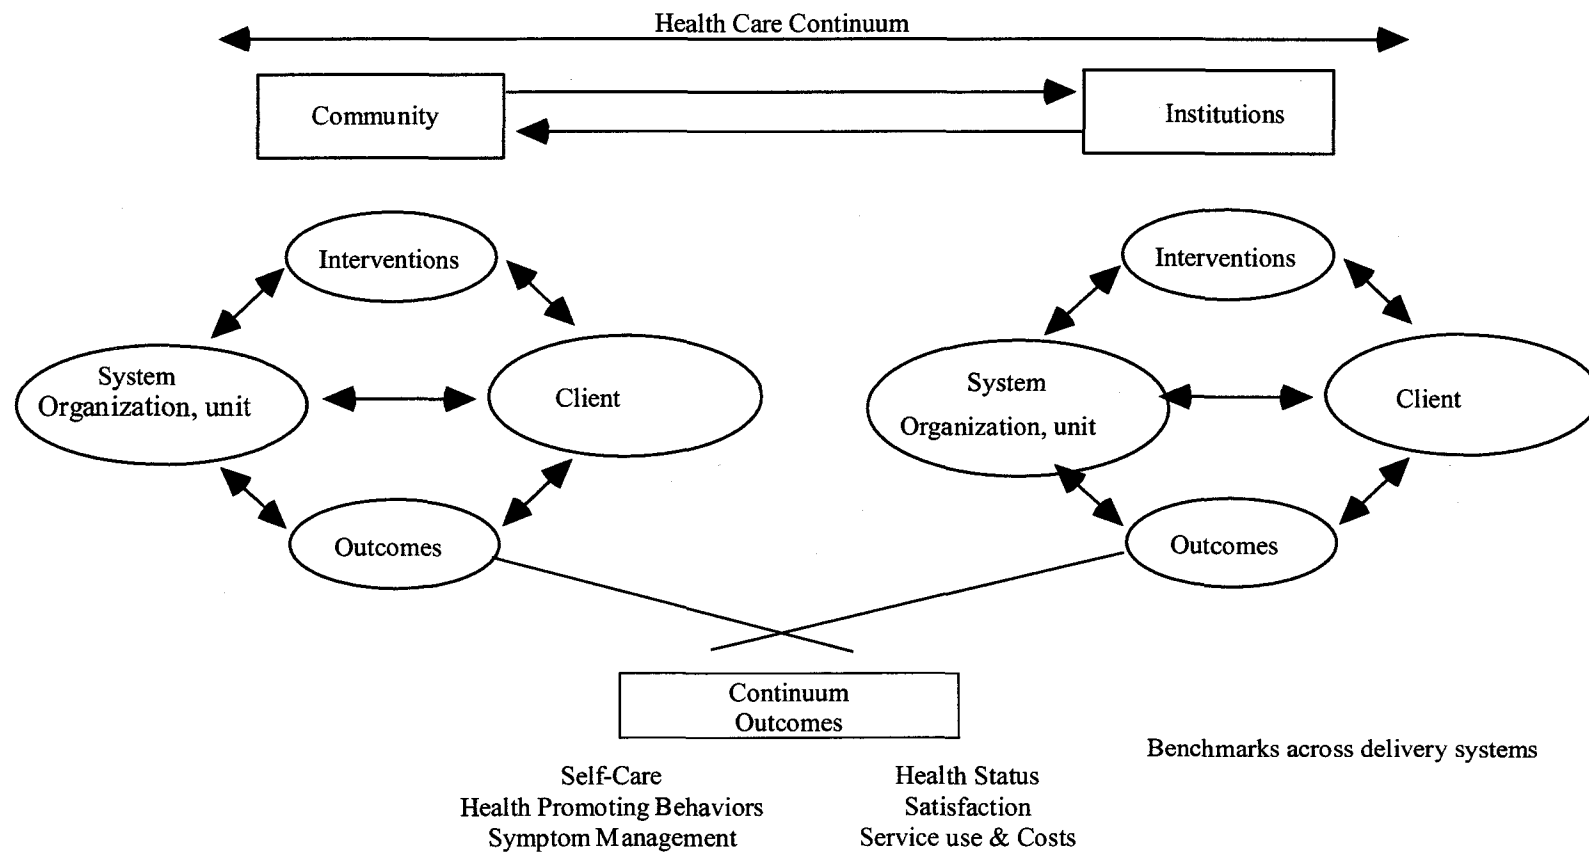 Health Care Continuum
Community
Institutions
Interventions
Interventions
System
Organization, unit
Client
System
Organization, unit
Client
Outcomes
Outcomes
Continuum
Outcomes
Benchmarks across delivery systems
Self-Care
Health Promoting Behaviors
Symptom Management
Health Status
Satisfaction
Service use & Costs